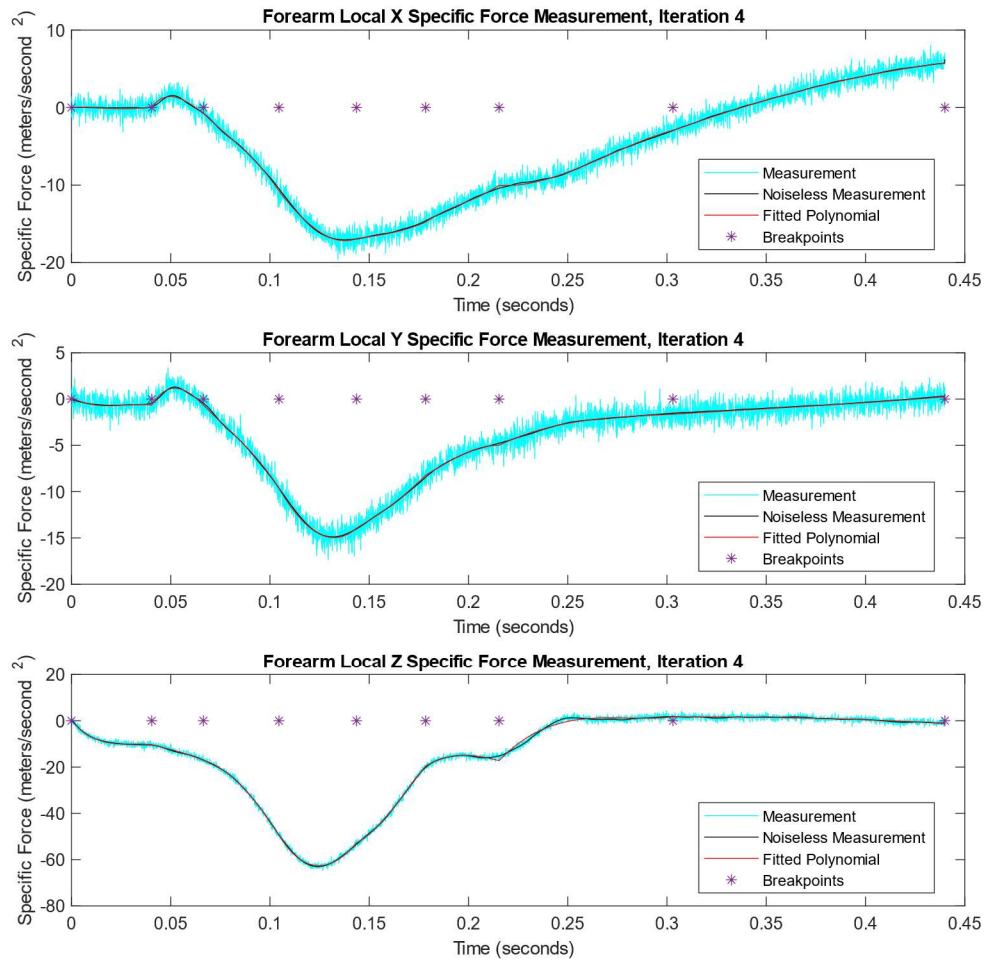 Forearm Local X Specific Force Measurement, Iteration 4
Specific Force (meters/second 2)
10
0
-10
-20
0 0.05 0.1 0.15 0.2 0.25 0.3 0.35 0.4 0.45
Time (seconds)
Measurement
Noiseless Measurement
Fitted Polynomial
Breakpoints
Forearm Local Y Specific Force Measurement, Iteration 4
Specific Force (meters/second 2)
5
0
-5
-10
-15
-20
0 0.05 0.1 0.15 0.2 0.25 0.3 0.35 0.4 0.45
Time (seconds)
Measurement
Noiseless Measurement
Fitted Polynomial
Breakpoints
Forearm Local Z Specific Force Measurement, Iteration 4
Specific Force (meters/second 2)
20
0
-20
-40
-60
-80
0 0.05 0.1 0.15 0.2 0.25 0.3 0.35 0.4 0.45
Time (seconds)
Measurement
Noiseless Measurement
Fitted Polynomial
Breakpoints